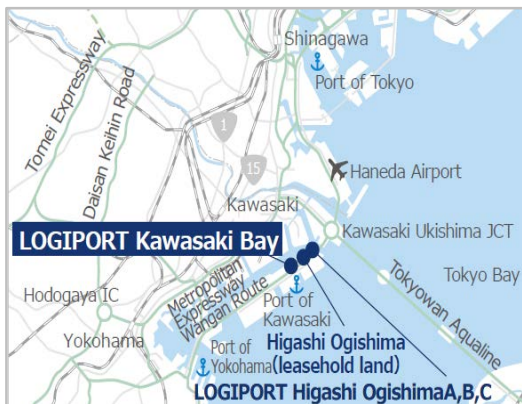 Shinagawa
Port of Tokyo
Tomei Expressway
Daisan Keihin Road
1
15
Haneda Airport
Kawasaki
LOGIPORT Kawasaki Bay
Kawasaki Ukishima JCT
Tokyo Bay
Tokyowan Aqualine
Hodogaya IC
Metropolitan
Expressway
Wangan Route
Port of
Kawasaki
Yokohama
Port of
Yokohama
Higashi Ogishima
(leasehold land)
LOGIPORT Higashi OgishimaA,B,C